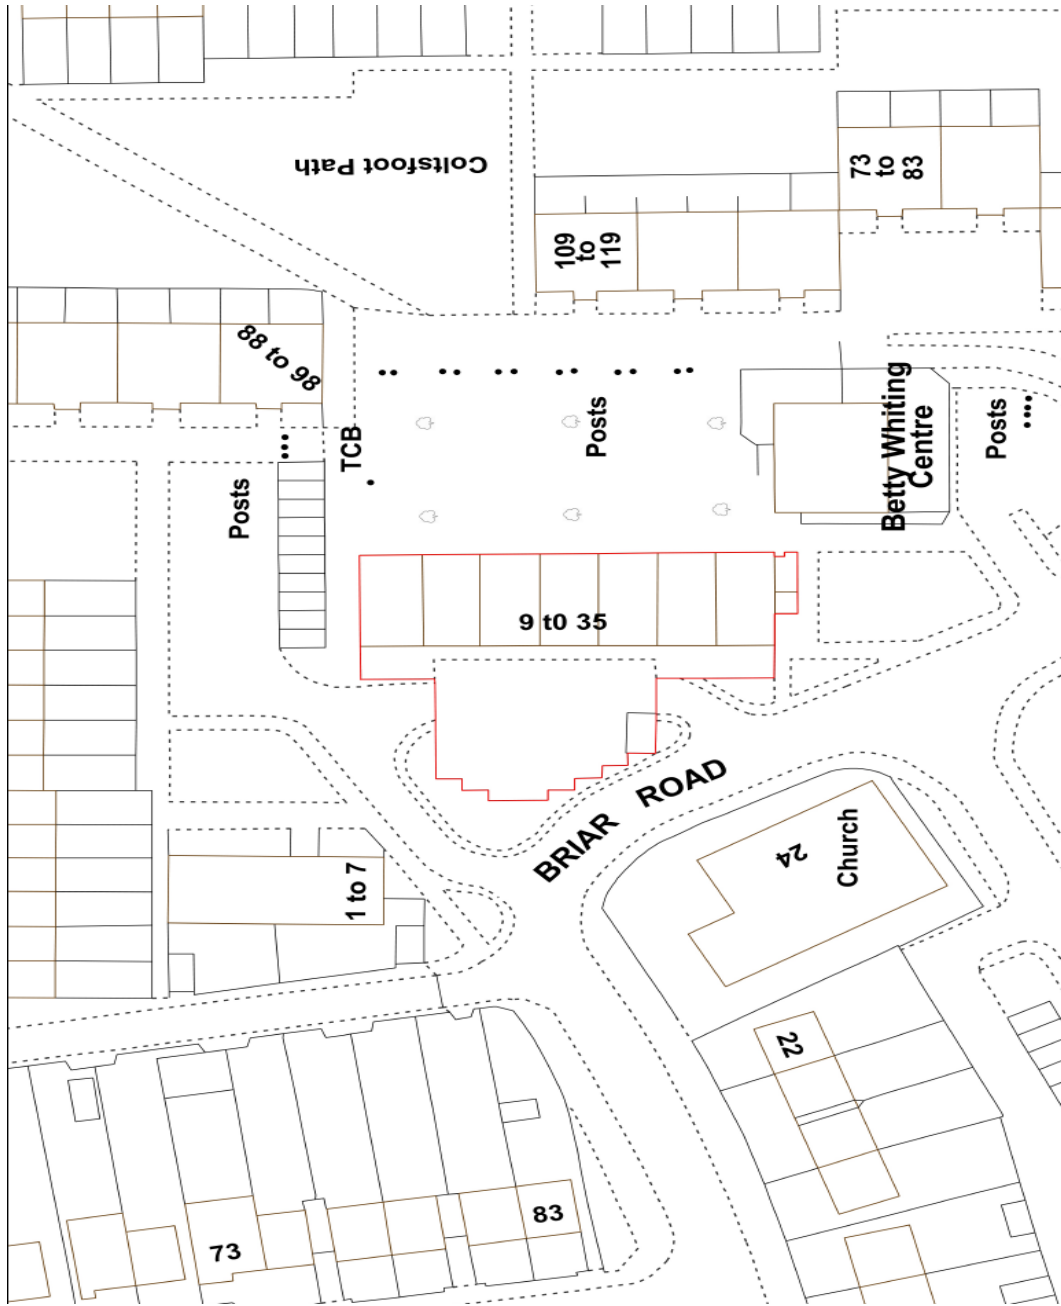 Coltsfoot Path
73
to
83
109
to
119
88 to 98
TCB
Posts
Betty Whiting
Centre
Posts
Posts
9 t0 35
BRIAR ROAD
24
Church
1 to 7
22
83
73